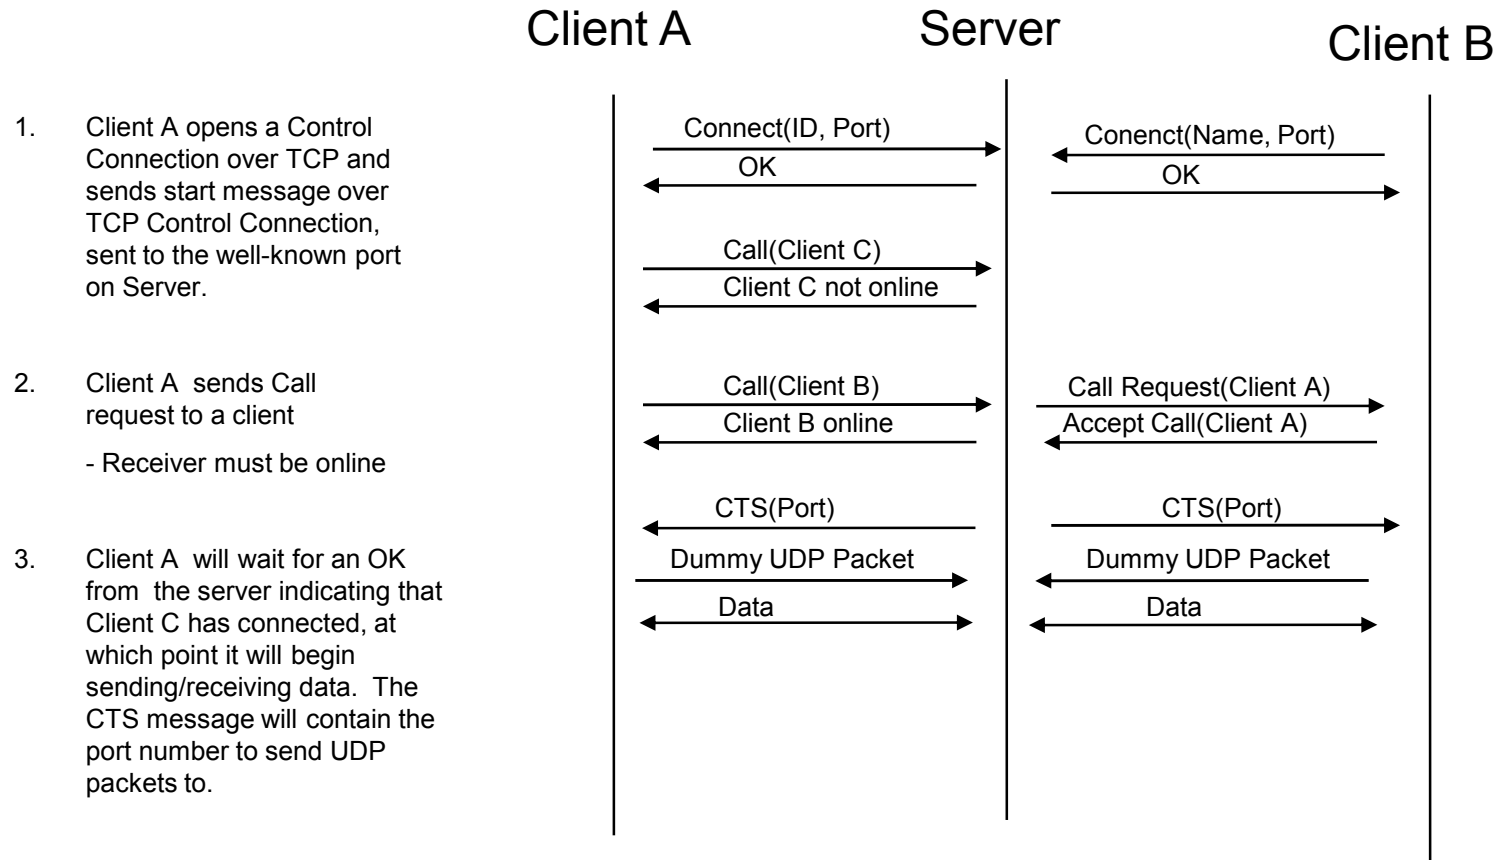 Client A
Server
Client B
1. Client A opens a Control
Connection over TCP and
sends start message over
TCP Control Connection,
sent to the well-known port
on Server.
Connect(ID, Port)
OK
Conenct(Name, Port)
OK
Call(Client C)
Client C not online
2. Client A  sends Call
request to a client
- Receiver must be online
Call(Client B)
Client B online
Call Request(Client A)
Accept Call(Client A)
3. Client A  will wait for an OK
from  the server indicating that
Client C has connected, at
which point it will begin
sending/receiving data.  The
CTS message will contain the
port number to send UDP
packets to.
CTS(Port)
CTS(Port)
Dummy UDP Packet
Dummy UDP Packet
Data
Data